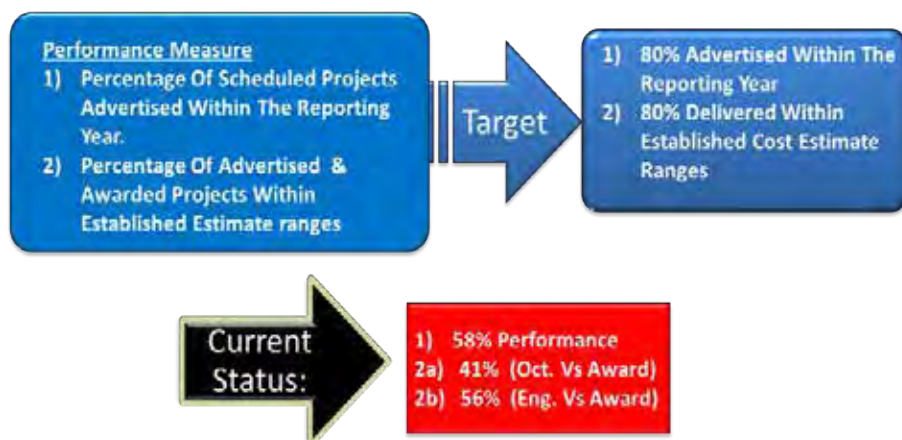 Performance Measure
1) Percentage Of Scheduled Projects
Advertised Within The Reporting
Year.
2) Percentage Of Advertised &
Awarded Projects Within
Established Estimate ranges
Target
1) 80% Advertised Within The
Reporting Year
2) 80% Delivered Within
Established Cost Estimate
Ranges
Current
Status:
1) 58% Performance
2a) 41% (Oct. Vs Award)
2b) 56% (Eng. Vs Award)